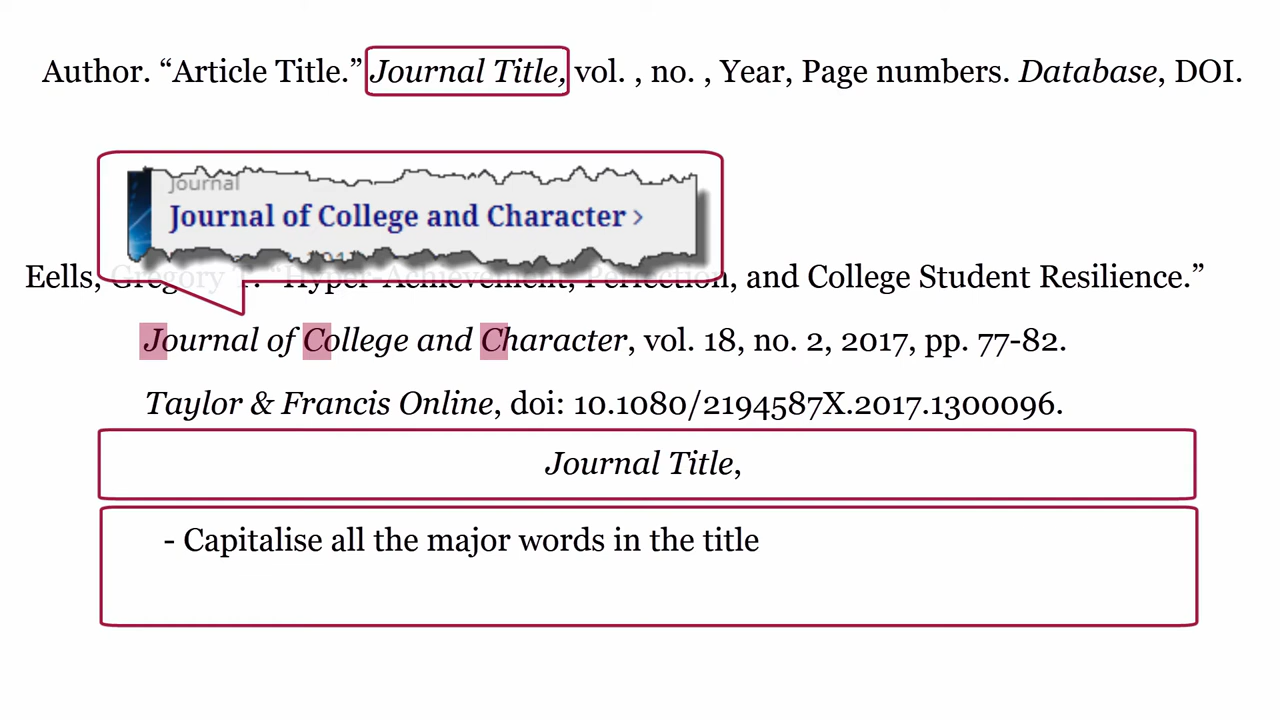 Author. “Article Title.” Journal Title, vol. , no. , Year, Page numbers. Database, DOI.
Journal
Journal of College and Character >
Eells, Gregory T. “Hyper-Achievement, Perfection, and College Student Resilience.”
Journal of College and Character, vol. 18, no. 2, 2017, pp. 77-82.
Taylor & Francis Online, doi: 10.1080/2194587X.2017.1300096.
Journal Title,
- Capitalise all the major words in the title